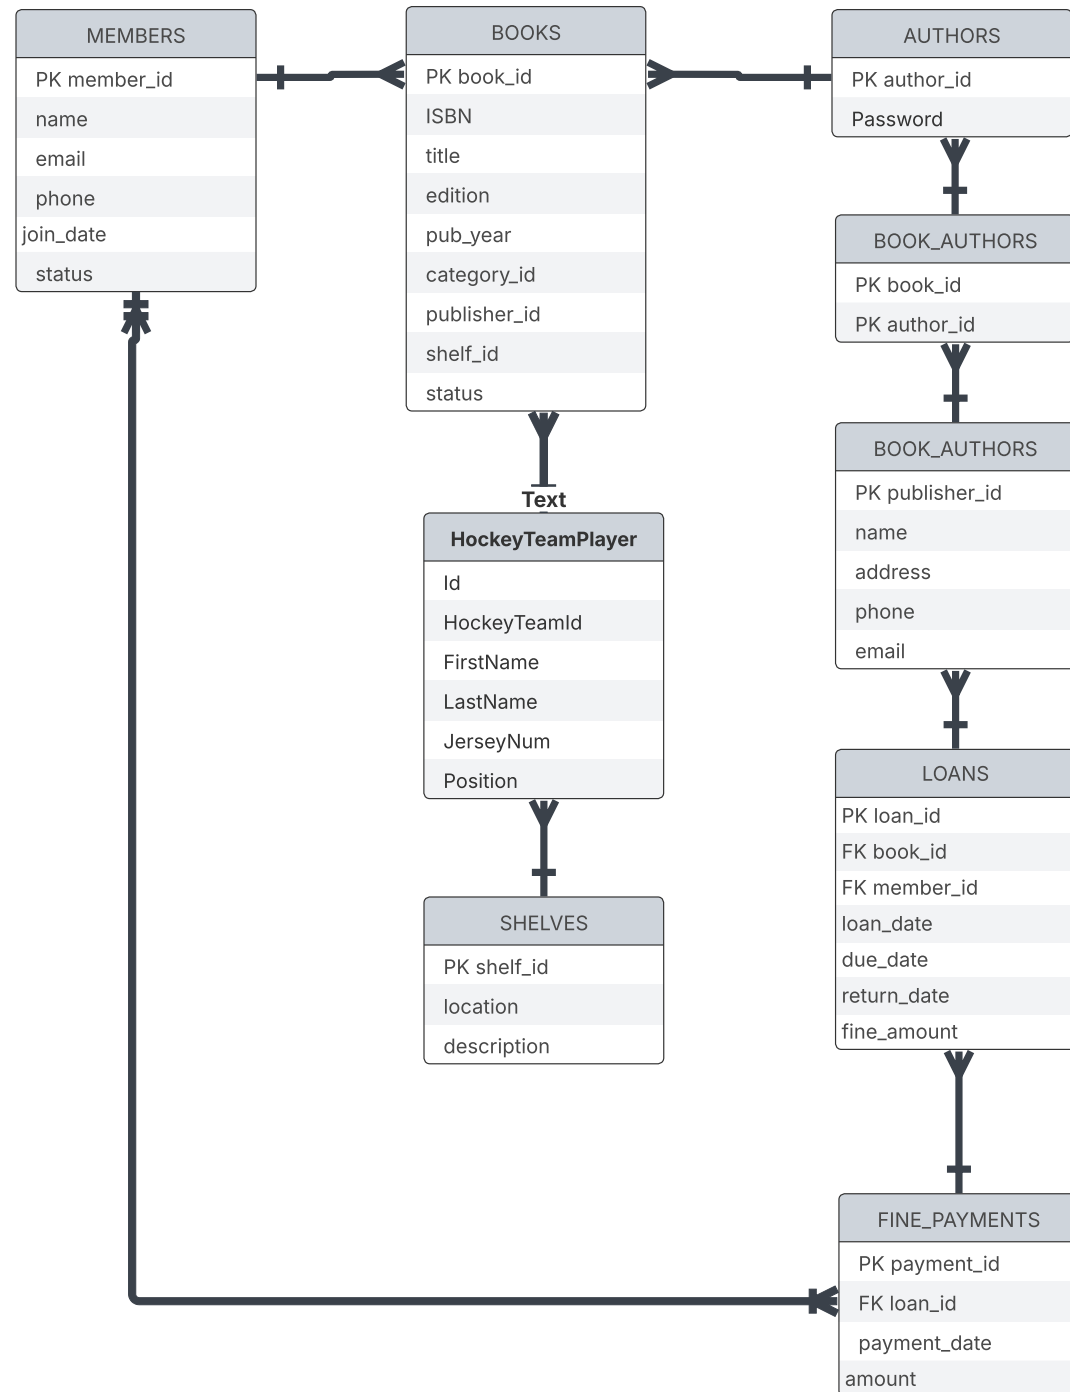 MEMBERS
PK member_id
name
email
phone
join_date
status
BOOKS
PK book_id
ISBN
title
edition
pub_year
category_id
publisher_id
shelf_id
status
Text
HockeyTeamPlayer
Id
HockeyTeamId
FirstName
LastName
JerseyNum
Position
SHELVES
PK shelf_id
location
description
AUTHORS
PK author_id
Password
BOOK_AUTHORS
PK book_id
PK author_id
BOOK_AUTHORS
PK publisher_id
name
address
phone
email
LOANS
PK loan_id
FK book_id
FK member_id
loan_date
due_date
return_date
fine_amount
FINE_PAYMENTS
PK payment_id
FK loan_id
payment_date
amount